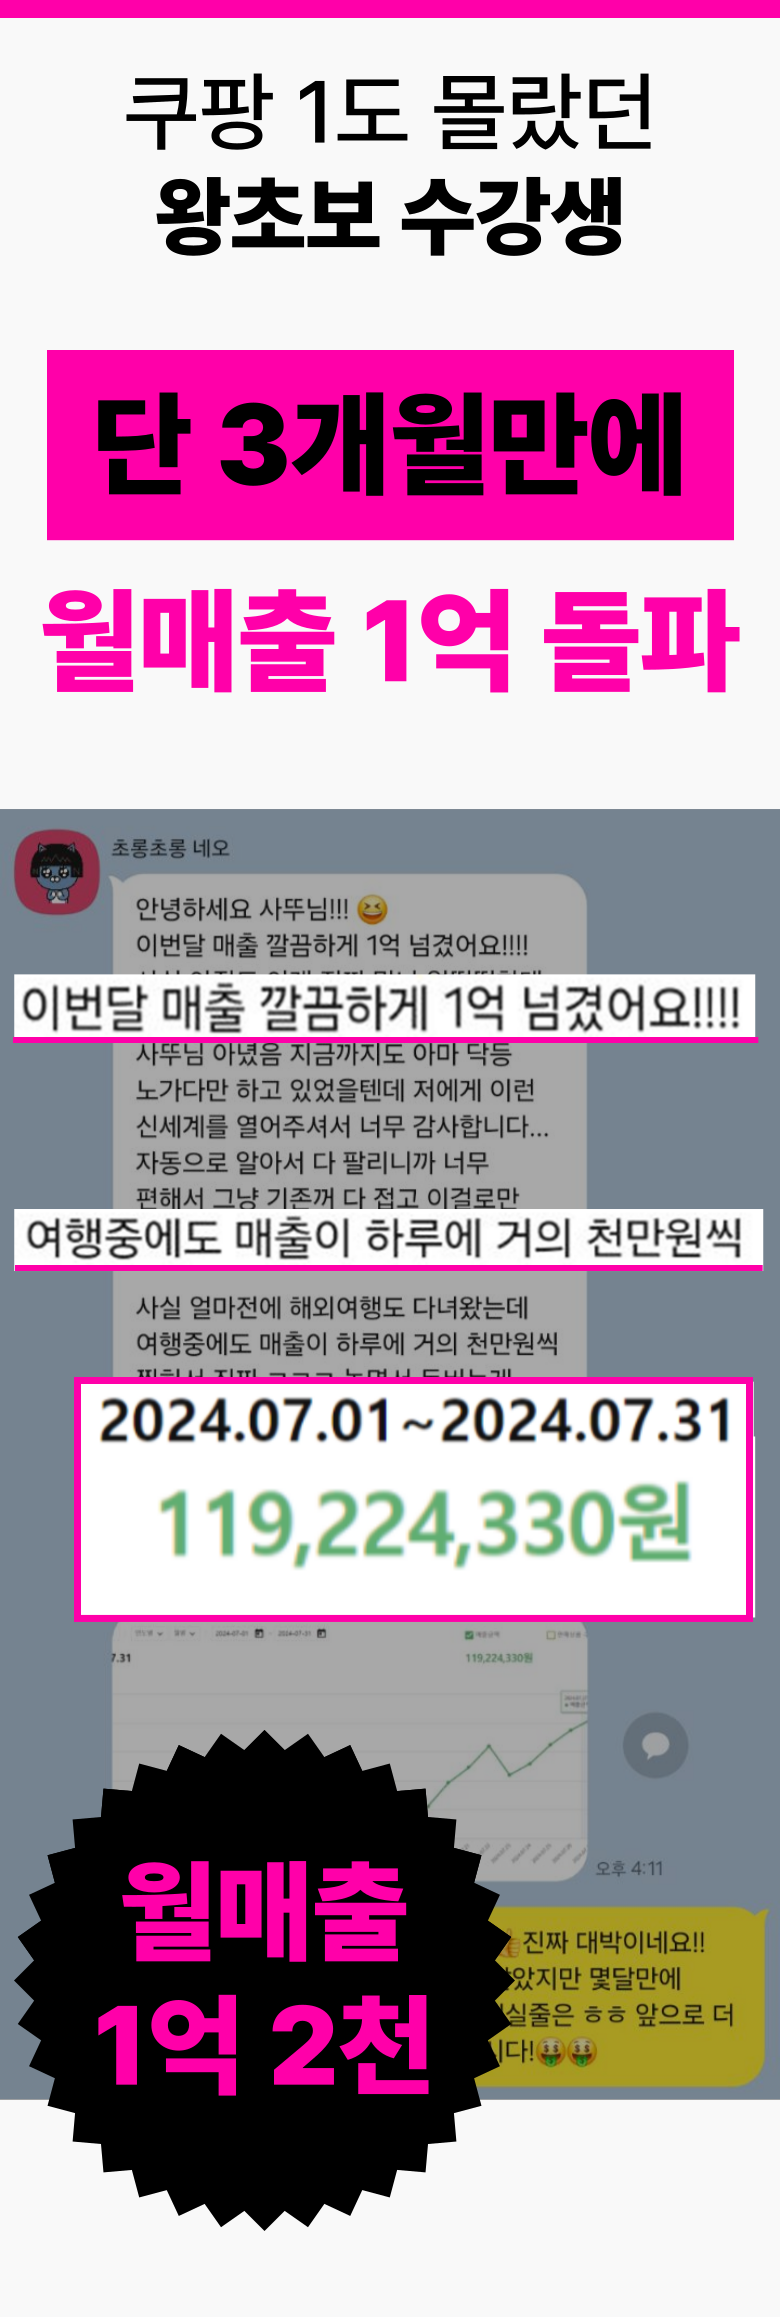 쿠팡 1도 몰랐던
왕초보 수강생
단 3개월만에
월매출 1억 돌파
초롱초롱 네오
안녕하세요 사뚜님!!! 😆
이번달 매출 깔끔하게 1억 넘겼어요!!!!
이번달 매출 깔끔하게 1억 넘겼어요!!!!
사뚜님 아녔음 지금까지도 아마 닥등
노가다만 하고 있었을텐데 저에게 이런
신세계를 열어주셔서 너무 감사합니다...
자동으로 알아서 다 팔리니까 너무
편해서 그냥 기존꺼 다 접고 이걸로만
여행중에도 매출이 하루에 거의 천만원씩
사실 얼마전에 해외여행도 다녀왔는데
여행중에도 매출이 하루에 거의 천만원씩
2024.07.01~2024.07.31
119,224,330원
2024-07-01 - 2024-07-31
매출금액
7.31
119,224,330원
오후 4:11
진짜 대박이네요!!
았지만 몇달만에
실줄은 ㅎㅎ 앞으로 더
다!🤑🤑
월매출
1억 2천